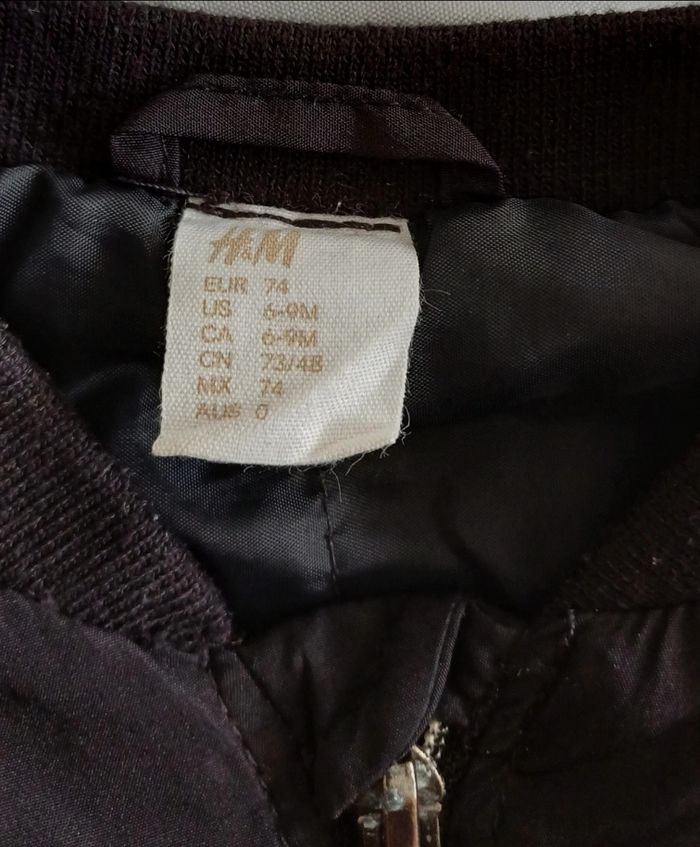 H&M
EUR 74
US 6-9M
CA 6-9M
CN 73/48
MX 74
AUS 0